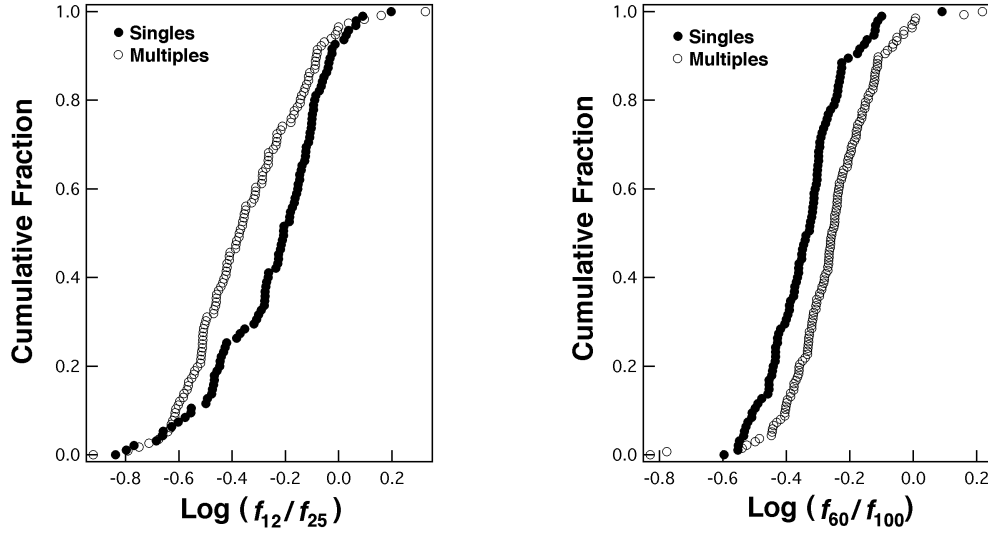 1.0
0.8
0.6
0.4
0.2
0.0
Cumulative Fraction
Singles
Multiples
-0.8 -0.6 -0.4 -0.2 0.0 0.2
Log (f12/f25)
1.0
0.8
0.6
0.4
0.2
0.0
Cumulative Fraction
Singles
Multiples
-0.8 -0.6 -0.4 -0.2 0.0 0.2
Log (f60/f100)